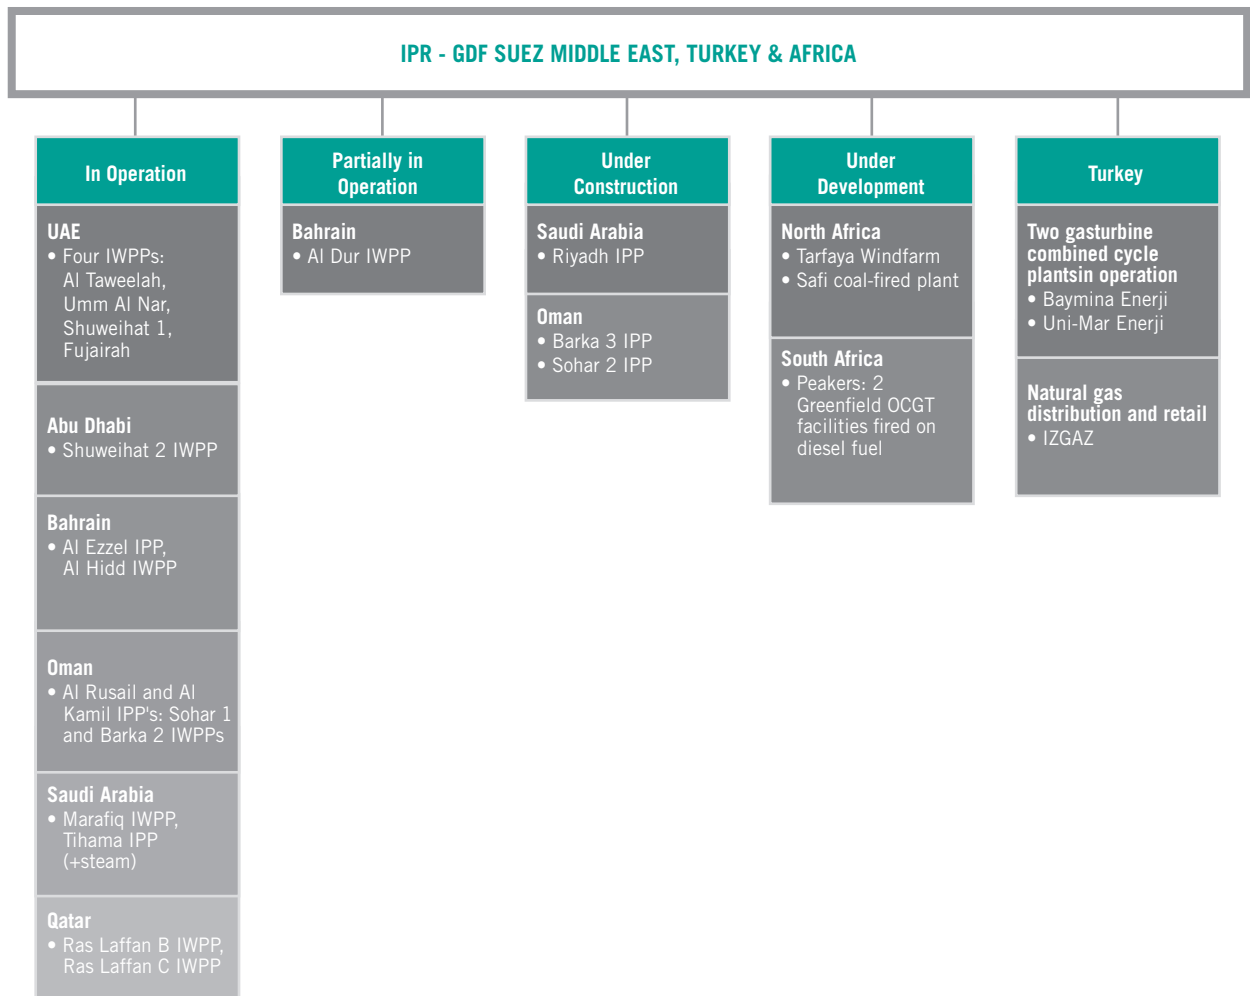 IPR - GDF SUEZ MIDDLE EAST, TURKEY & AFRICA
In Operation
UAE
• Four IWPPs:
Al Taweelah,
Umm Al Nar,
Shuweihat 1,
Fujairah
Abu Dhabi
• Shuweihat 2 IWPP
Bahrain
• Al Ezzel IPP,
Al Hidd IWPP
Oman
• Al Rusail and Al
Kamil IPP's: Sohar 1
and Barka 2 IWPPs
Saudi Arabia
• Marafiq IWPP,
Tihama IPP
(+steam)
Qatar
• Ras Laffan B IWPP,
Ras Laffan C IWPP
Partially in
Operation
Bahrain
• Al Dur IWPP
Under
Construction
Saudi Arabia
• Riyadh IPP
Oman
• Barka 3 IPP
• Sohar 2 IPP
Under
Development
North Africa
• Tarfaya Windfarm
• Safi coal-fired plant
South Africa
• Peakers: 2
Greenfield OCGT
facilities fired on
diesel fuel
Turkey
Two gasturbine
combined cycle
plantsin operation
• Baymina Enerji
• Uni-Mar Enerji
Natural gas
distribution and retail
• IZGAZ